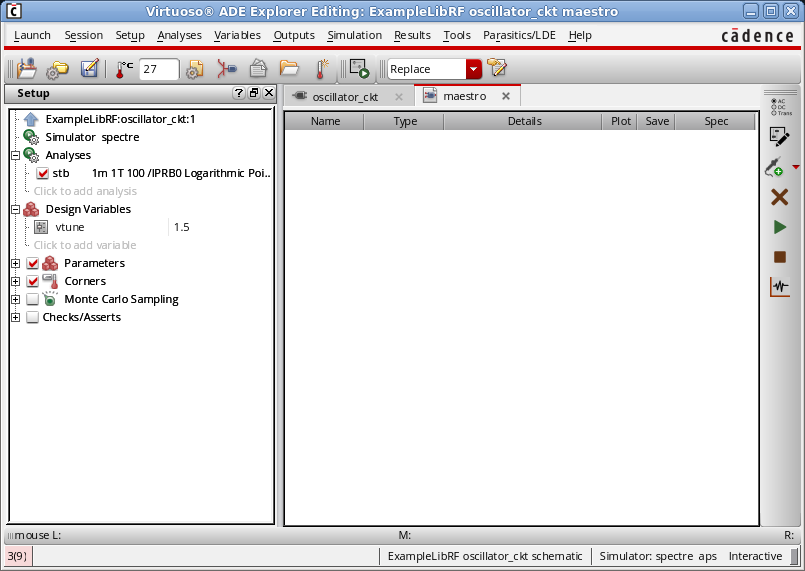 Virtuoso® ADE Explorer Editing: ExampleLibRF oscillator_ckt maestro
Launch Session Setup Analyses Variables Outputs Simulation Results Tools Parasitics/LDE Help cādence
°C 27 Replace
Setup
oscillator_ckt maestro
ExampleLibRF:oscillator_ckt:1
Simulator spectre
Analyses
stb 1m 1T 100 /IPRB0 Logarithmic Poi..
Click to add analysis
Design Variables
vtune 1.5
Click to add variable
Parameters
Corners
Monte Carlo Sampling
Checks/Asserts
Name Type Details Plot Save Spec
AC
DC
Trans
mouse L: M: R:
3(9) ExampleLibRF oscillator_ckt schematic Simulator: spectre aps Interactive